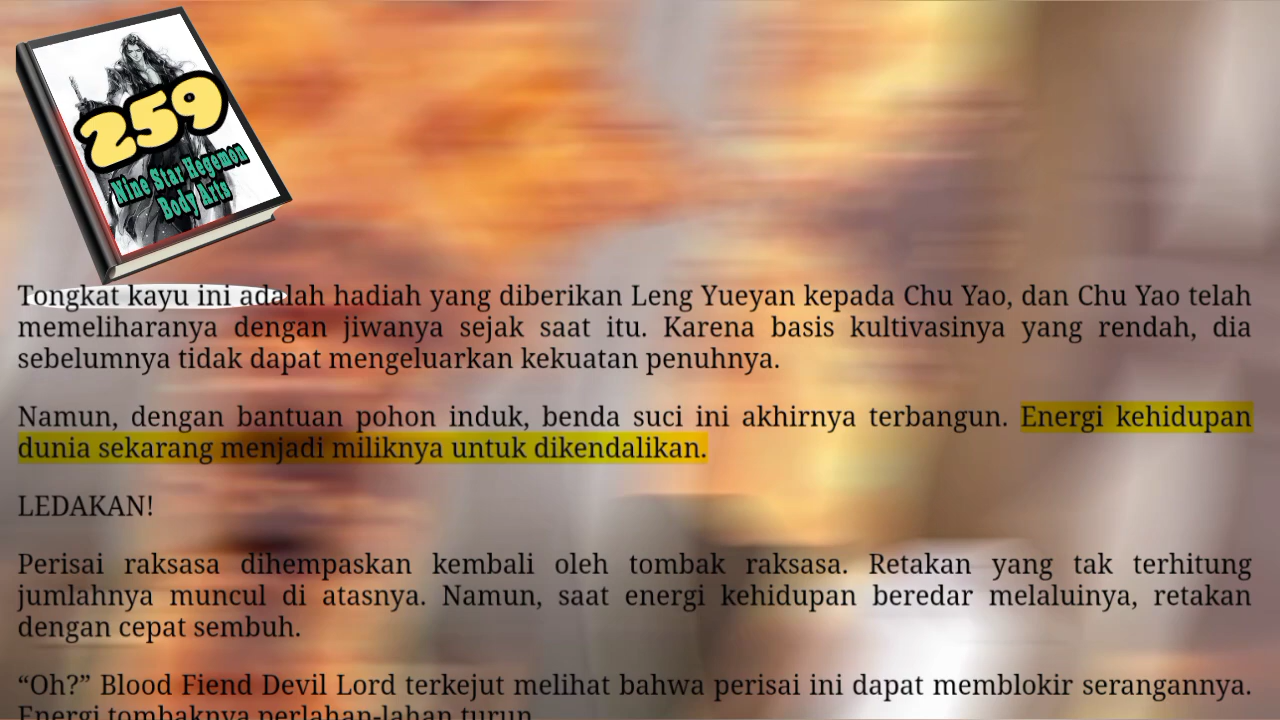 259
Nine Star Hegemon
Body Arts
Tongkat kayu ini adalah hadiah yang diberikan Leng Yueyan kepada Chu Yao, dan Chu Yao telah
memeliharanya dengan jiwanya sejak saat itu. Karena basis kultivasinya yang rendah, dia
sebelumnya tidak dapat mengeluarkan kekuatan penuhnya.
Namun, dengan bantuan pohon induk, benda suci ini akhirnya terbangun. Energi kehidupan
dunia sekarang menjadi miliknya untuk dikendalikan.
LEDAKAN!
Perisai raksasa dihempaskan kembali oleh tombak raksasa. Retakan yang tak terhitung
jumlahnya muncul di atasnya. Namun, saat energi kehidupan beredar melaluinya, retakan
dengan cepat sembuh.
“Oh?” Blood Fiend Devil Lord terkejut melihat bahwa perisai ini dapat memblokir serangannya.
Energi tombaknya perlahan-lahan turun.